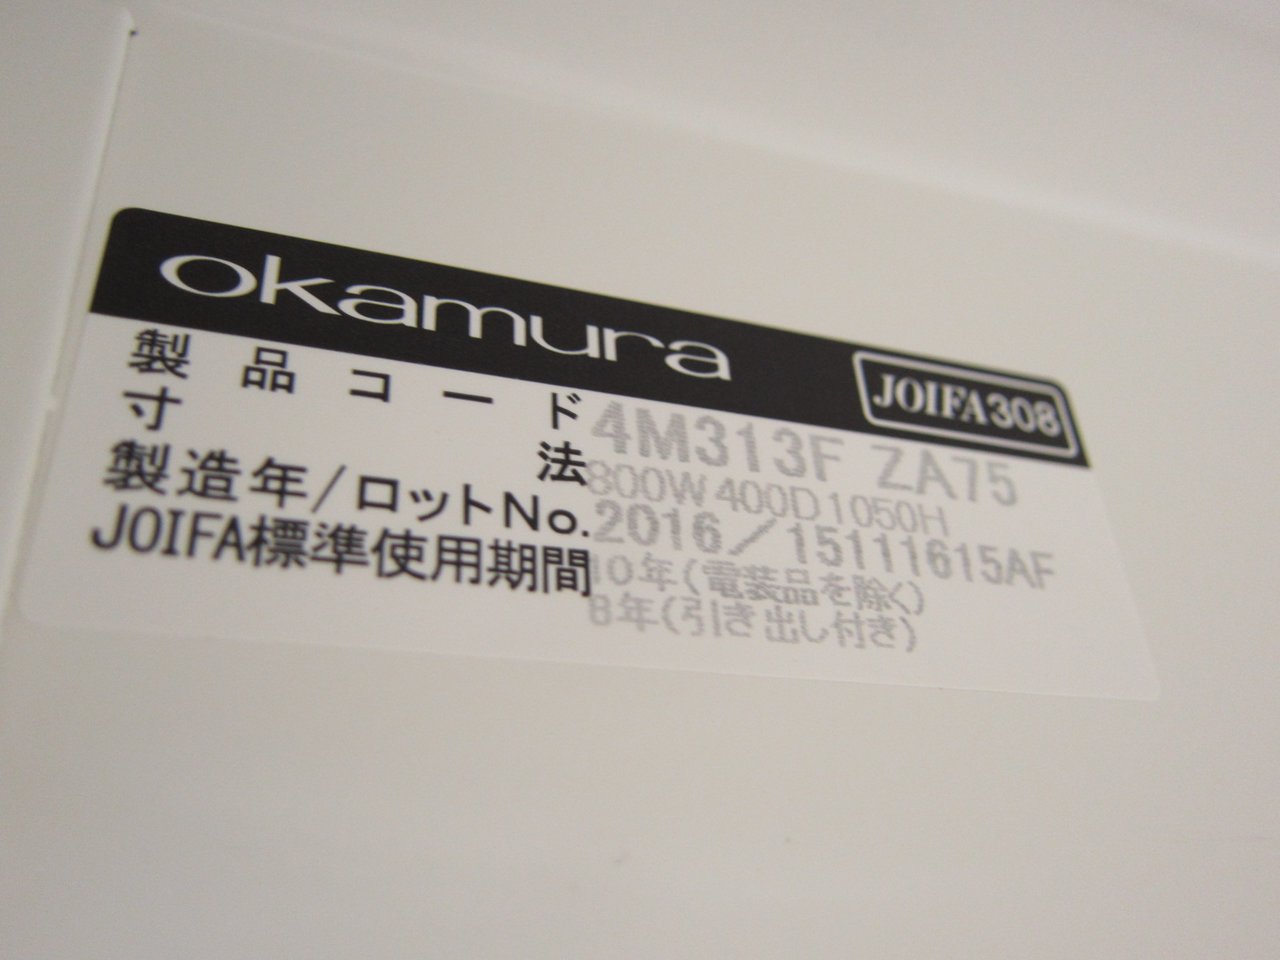 okamura
JOIFA308
製品コード 4M313F ZA75
寸法 800W400D1050H
製造年/ロットNo. 2016/15111615AF
JOIFA標準使用期間 10年(電装品を除く)
8年(引き出し付き)